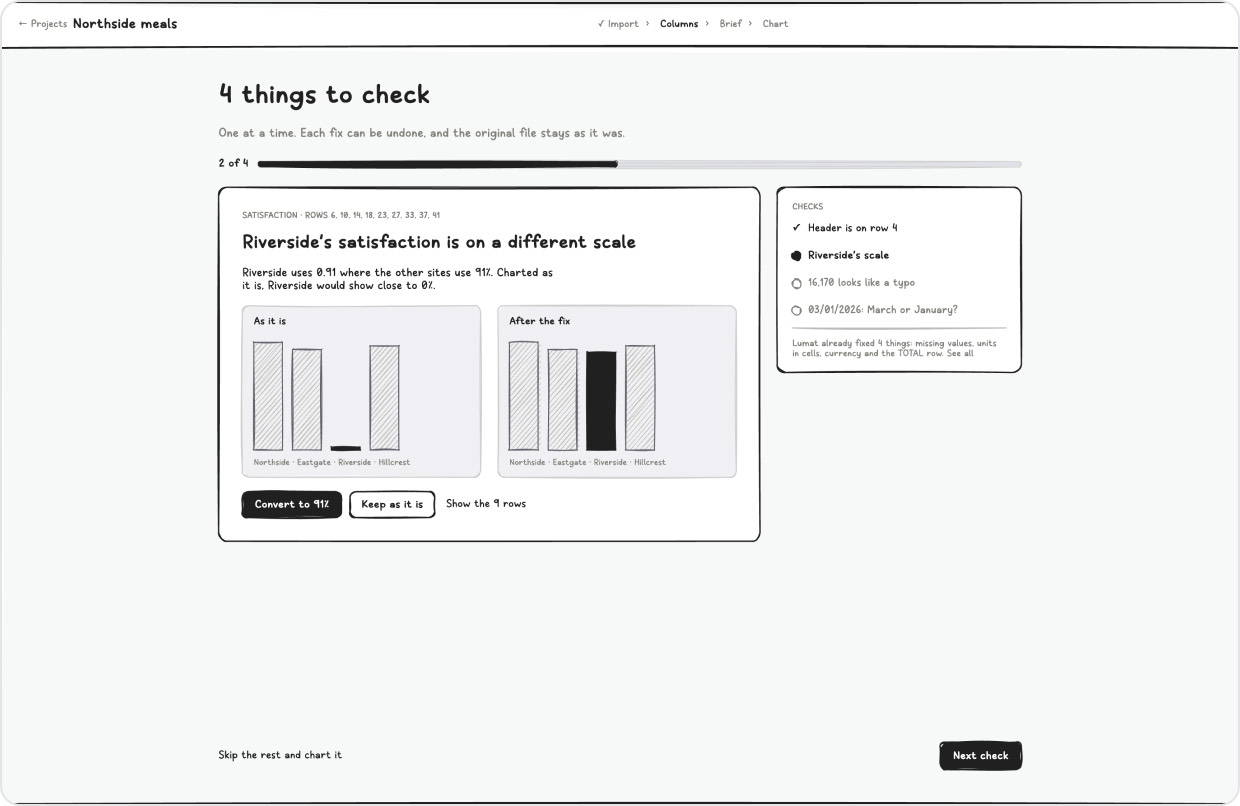 ← Projects Northside meals
✓ Import › Columns › Brief › Chart
4 things to check
One at a time. Each fix can be undone, and the original file stays as it was.
2 of 4
SATISFACTION · ROWS 6, 10, 14, 18, 23, 27, 33, 37, 41
Riverside's satisfaction is on a different scale
Riverside uses 0.91 where the other sites use 91%. Charted as
it is, Riverside would show close to 0%.
As it is
Northside · Eastgate · Riverside · Hillcrest
After the fix
Northside · Eastgate · Riverside · Hillcrest
Convert to 91%
Keep as it is
Show the 9 rows
CHECKS
✓ Header is on row 4
Riverside's scale
16,170 looks like a typo
03/01/2026: March or January?
Lumat already fixed 4 things: missing values, units
in cells, currency and the TOTAL row. See all
Skip the rest and chart it
Next check